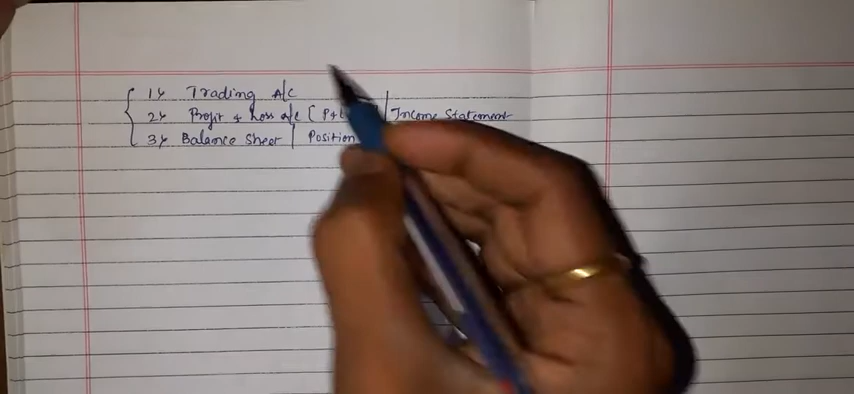 1) Trading A/c
2) Profit & Loss A/c [ P&L / Income Statement
3) Balance Sheet / Position